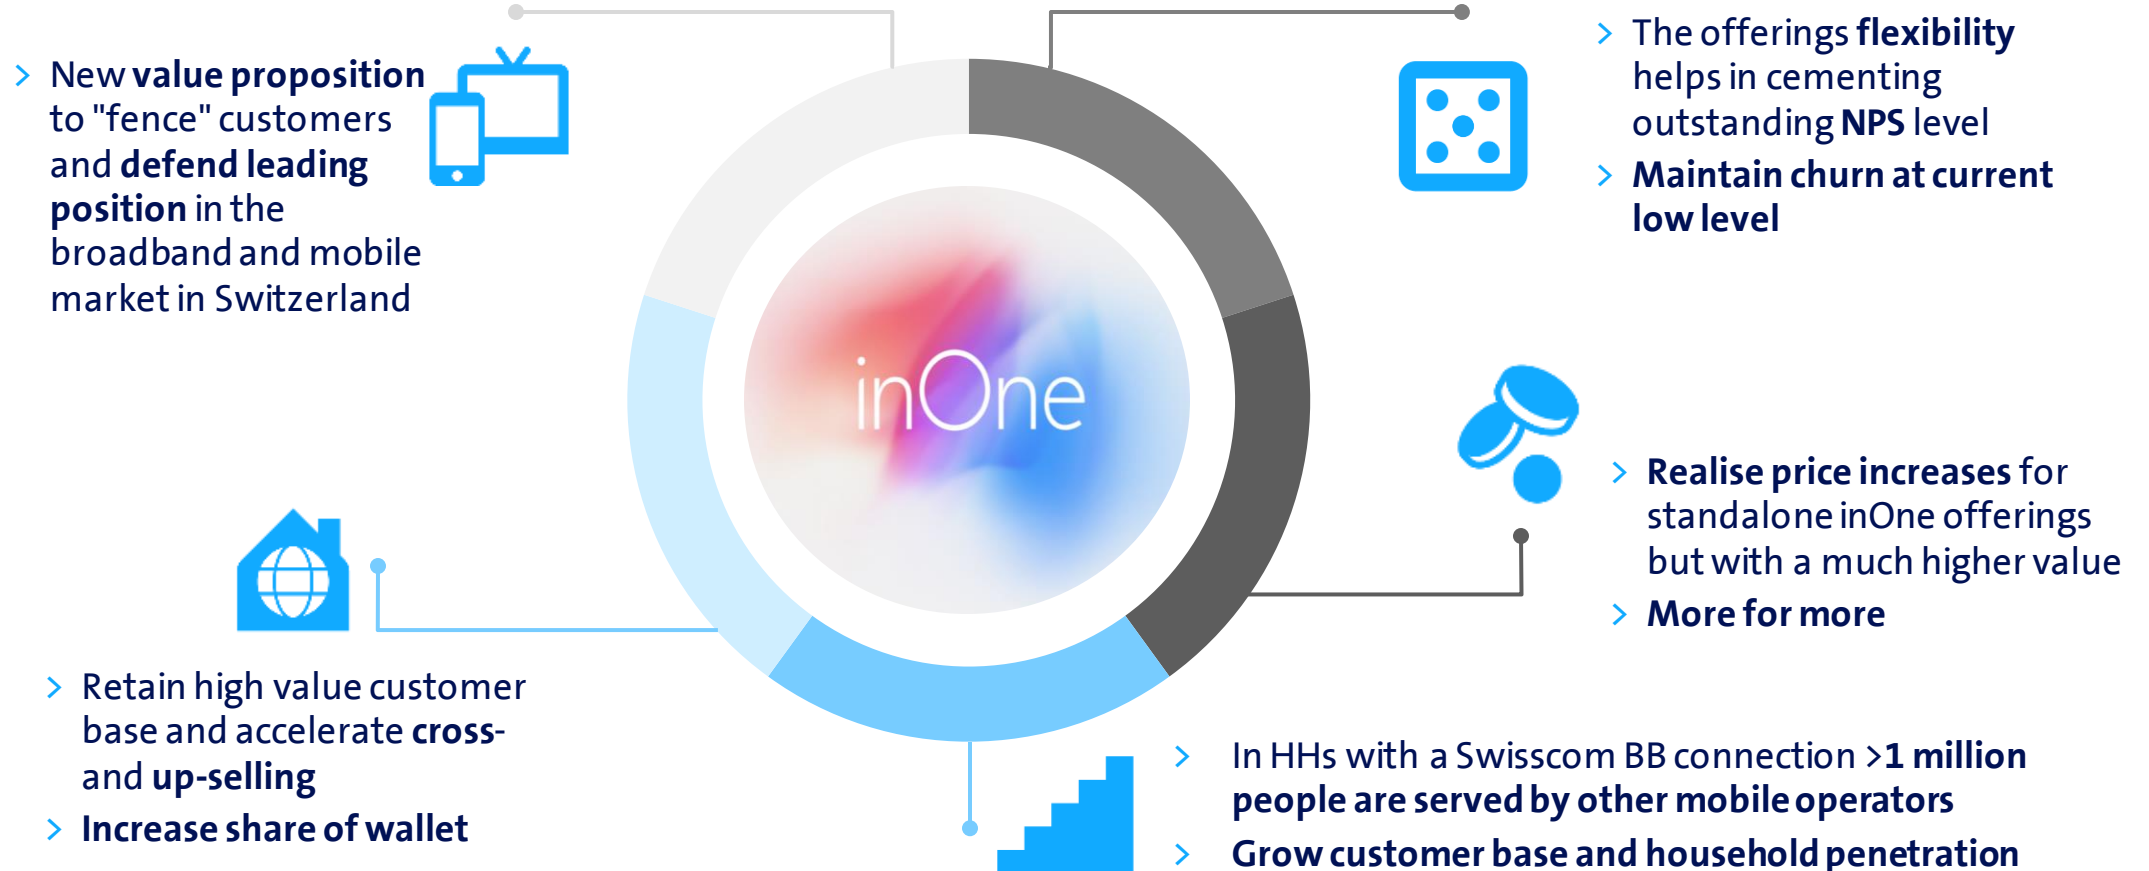 > New value proposition
to "fence" customers
and defend leading
position in the
broadband and mobile
market in Switzerland
> The offerings flexibility
helps in cementing
outstanding NPS level
> Maintain churn at current
low level
inOne
> Realise price increases for
standalone inOne offerings
but with a much higher value
> More for more
> Retain high value customer
base and accelerate cross-
and up-selling
> Increase share of wallet
> In HHs with a Swisscom BB connection >1 million
people are served by other mobile operators
> Grow customer base and household penetration